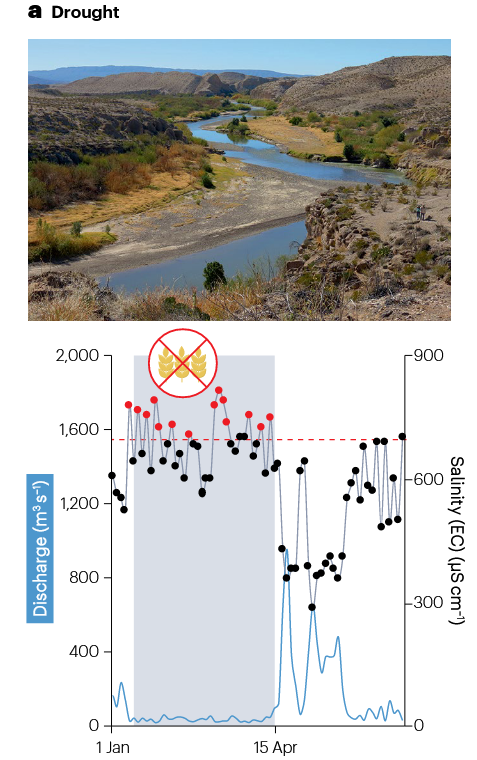 a Drought
2,000
1,600
1,200
800
400
0
Discharge (m³ s⁻¹)
900
600
300
0
Salinity (EC) (µS cm⁻¹)
1 Jan
15 Apr